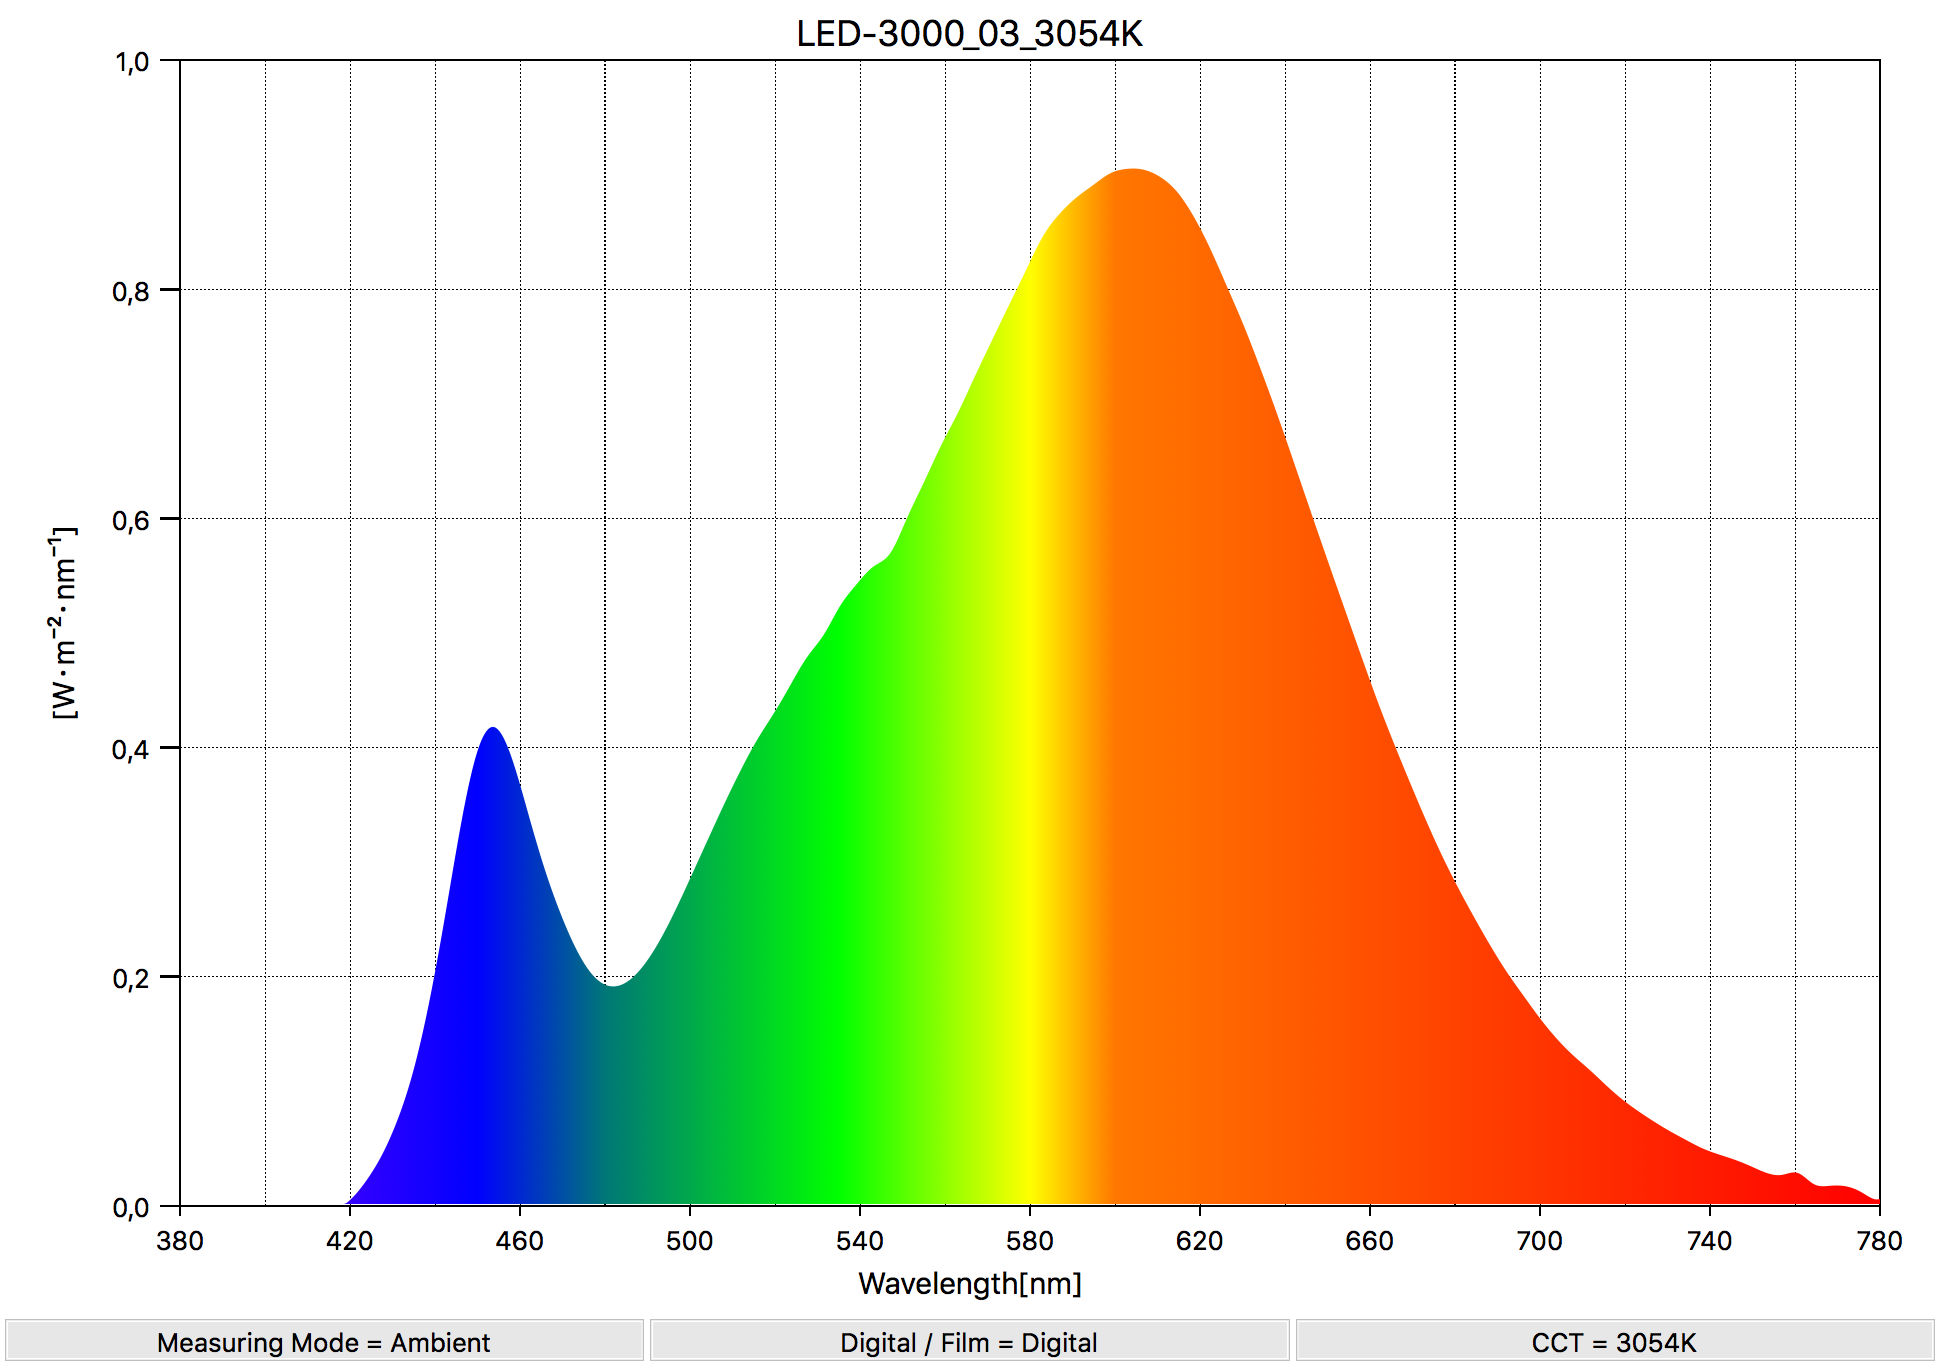 LED-3000_03_3054K
1,0
0,8
0,6
0,4
0,2
0,0
[W·m⁻²·nm⁻¹]
380 420 460 500 540 580 620 660 700 740 780
Wavelength[nm]
Measuring Mode = Ambient
Digital / Film = Digital
CCT = 3054K